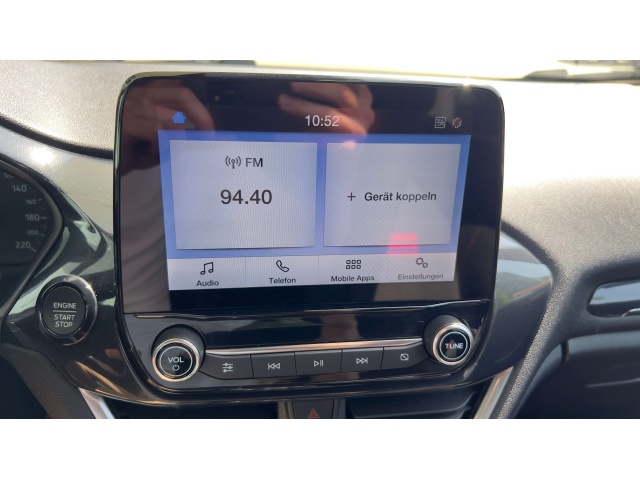 10:52
FM
94.40
+ Gerät koppeln
Audio
Telefon
Mobile Apps
Einstellungen
140
160
180
200
220
ENGINE
START
STOP
VOL
TUNE